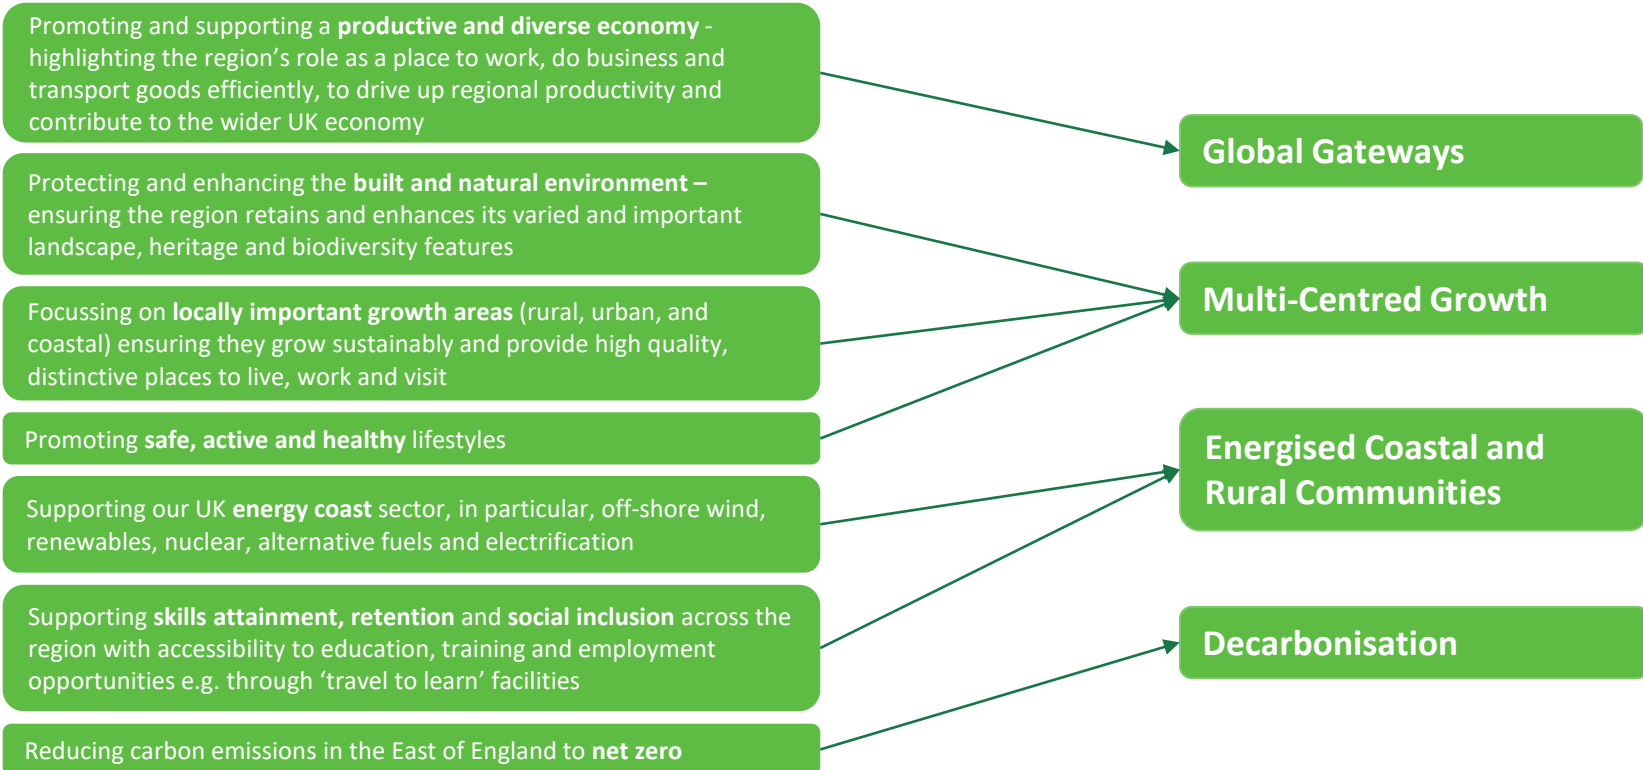 Promoting and supporting a productive and diverse economy -
highlighting the region’s role as a place to work, do business and
transport goods efficiently, to drive up regional productivity and
contribute to the wider UK economy
Protecting and enhancing the built and natural environment –
ensuring the region retains and enhances its varied and important
landscape, heritage and biodiversity features
Focussing on locally important growth areas (rural, urban, and
coastal) ensuring they grow sustainably and provide high quality,
distinctive places to live, work and visit
Promoting safe, active and healthy lifestyles
Supporting our UK energy coast sector, in particular, off-shore wind,
renewables, nuclear, alternative fuels and electrification
Supporting skills attainment, retention and social inclusion across the
region with accessibility to education, training and employment
opportunities e.g. through ‘travel to learn’ facilities
Reducing carbon emissions in the East of England to net zero
Global Gateways
Multi-Centred Growth
Energised Coastal and
Rural Communities
Decarbonisation